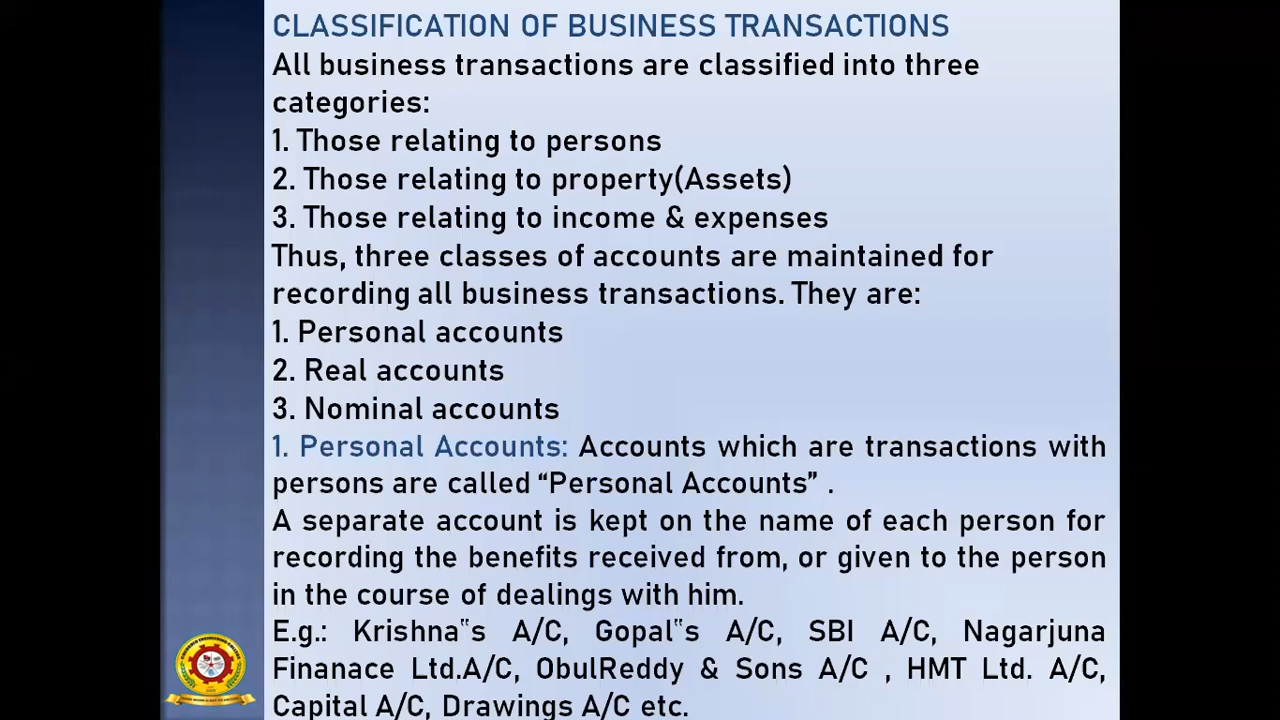 CLASSIFICATION OF BUSINESS TRANSACTIONS
All business transactions are classified into three
categories:
1. Those relating to persons
2. Those relating to property(Assets)
3. Those relating to income & expenses
Thus, three classes of accounts are maintained for
recording all business transactions. They are:
1. Personal accounts
2. Real accounts
3. Nominal accounts
1. Personal Accounts: Accounts which are transactions with
persons are called “Personal Accounts” .
A separate account is kept on the name of each person for
recording the benefits received from, or given to the person
in the course of dealings with him.
E.g.: Krishna‟s A/C, Gopal‟s A/C, SBI A/C, Nagarjuna
Finanace Ltd.A/C, ObulReddy & Sons A/C , HMT Ltd. A/C,
Capital A/C, Drawings A/C etc.